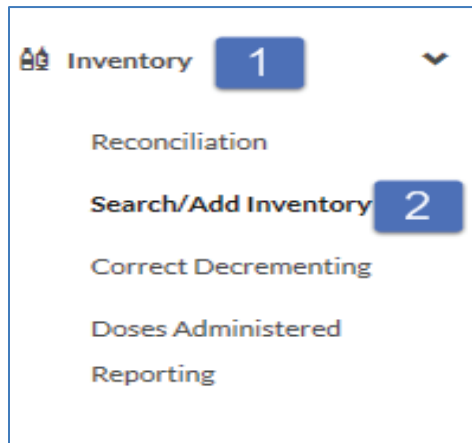 Inventory 1
Reconciliation
Search/Add Inventory 2
Correct Decrementing
Doses Administered
Reporting